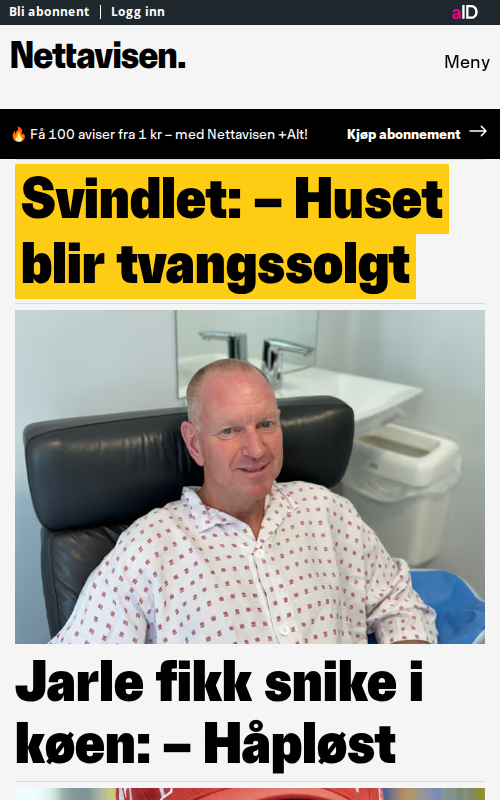 Bli abonnent | Logg inn
aID
Nettavisen.
Meny
🔥 Få 100 aviser fra 1 kr – med Nettavisen +Alt!
Kjøp abonnement →
Svindlet: – Huset
blir tvangssolgt
Jarle fikk snike i
køen: – Håpløst